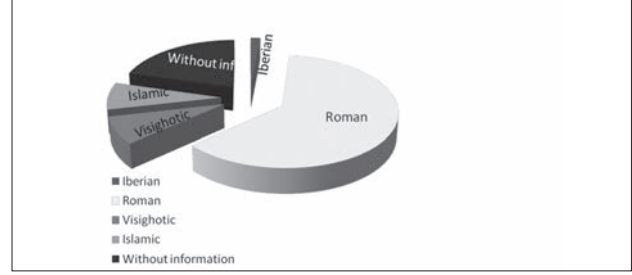 Without inf
Iberian
Islamic
Roman
Visighotic
Iberian
Roman
Visighotic
Islamic
Without information